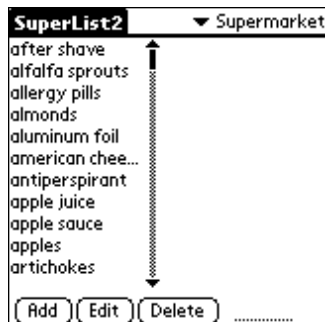 SuperList2 Supermarket
after shave
alfalfa sprouts
allergy pills
almonds
aluminum foil
american chee...
antiperspirant
apple juice
apple sauce
apples
artichokes
Add Edit Delete